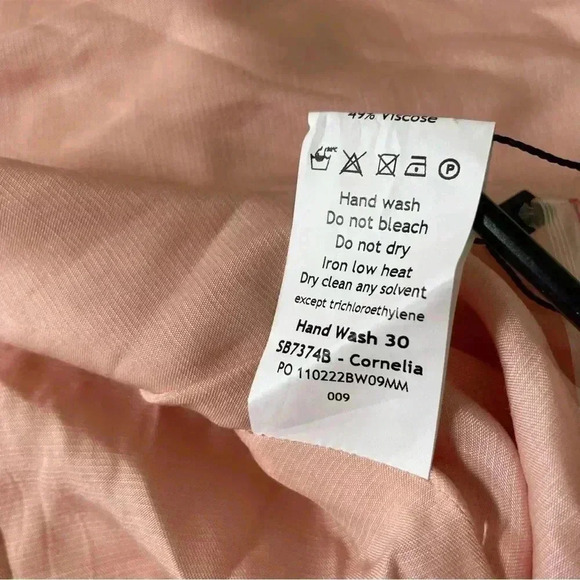 49% Viscose
30°C
P
Hand wash
Do not bleach
Do not dry
Iron low heat
Dry clean any solvent
except trichloroethylene
Hand Wash 30
SB7374B - Cornelia
PO 110222BW09MM
009